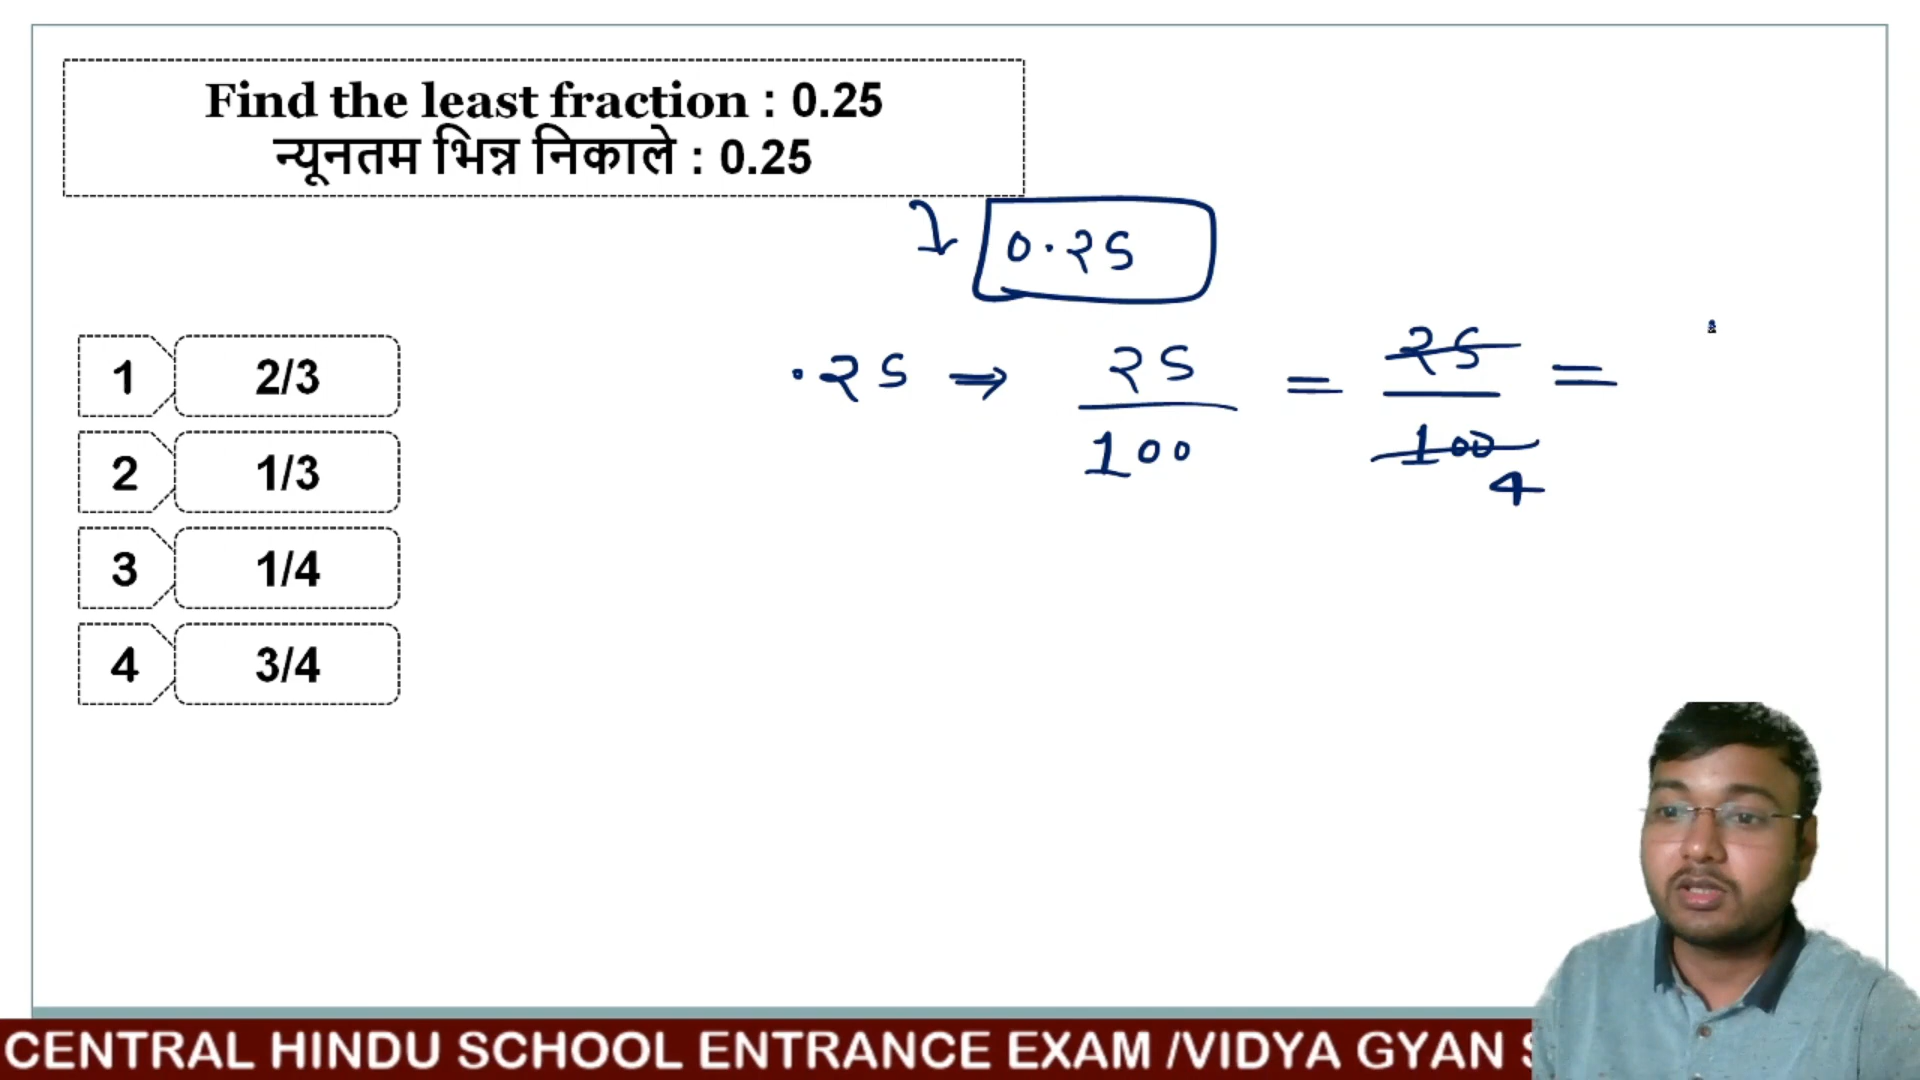 Find the least fraction : 0.25
न्यूनतम भिन्न निकाले : 0.25
0.25
1 2/3
2 1/3
3 1/4
4 3/4
.25 → 25/100 = 25/100 =
4
CENTRAL HINDU SCHOOL ENTRANCE EXAM /VIDYA GYAN